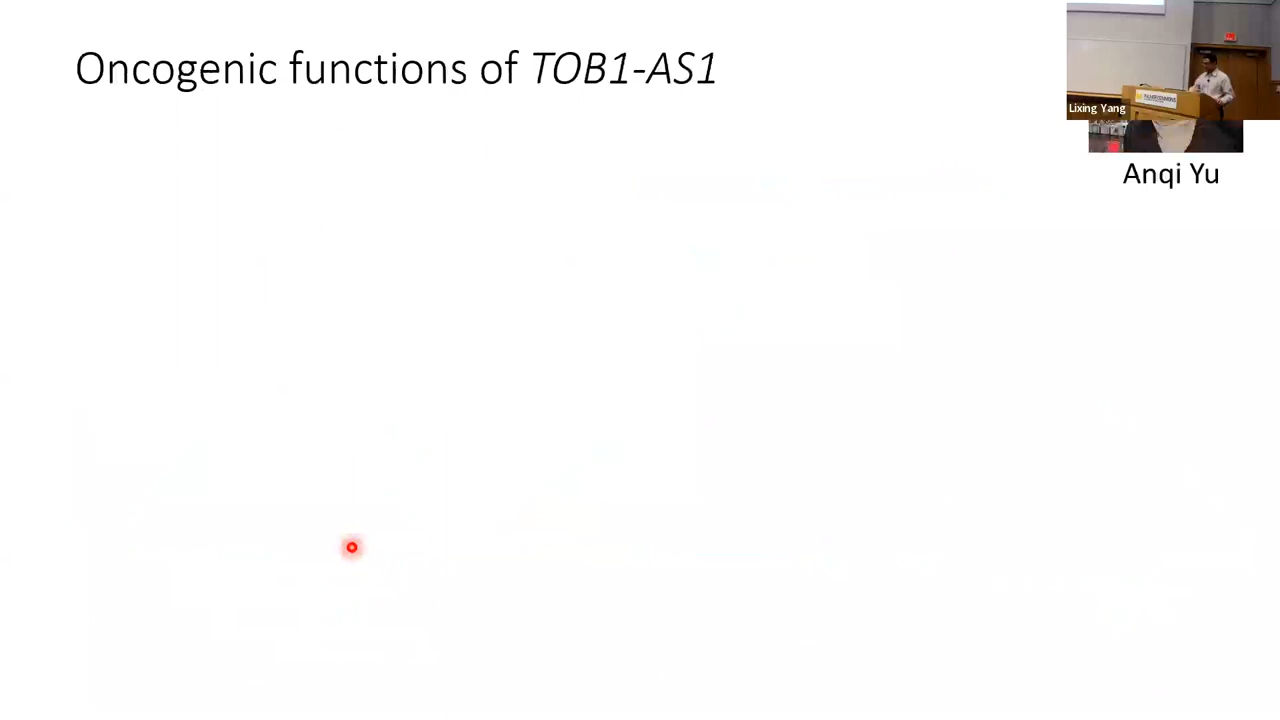 Oncogenic functions of TOB1-AS1
Lixing Yang
Anqi Yu